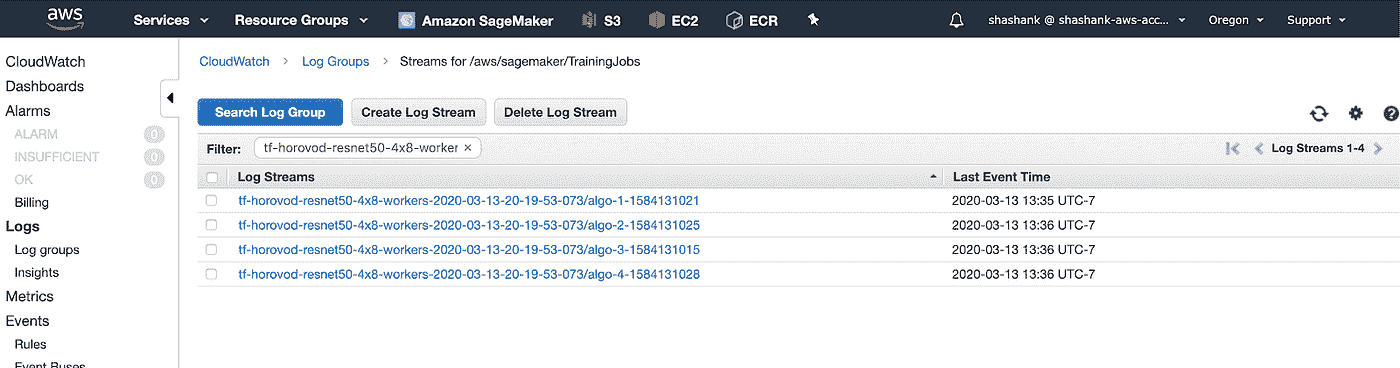 aws Services Resource Groups Amazon SageMaker S3 EC2 ECR shashank @ shashank-aws-acc... Oregon Support
CloudWatch
Dashboards
Alarms
ALARM 0
INSUFFICIENT 0
OK 0
Billing
Logs
Log groups
Insights
Metrics
Events
Rules
Event Buses
CloudWatch > Log Groups > Streams for /aws/sagemaker/TrainingJobs
Search Log Group Create Log Stream Delete Log Stream
Filter: tf-horovod-resnet50-4x8-worker × Log Streams 1-4
Log Streams Last Event Time
tf-horovod-resnet50-4x8-workers-2020-03-13-20-19-53-073/algo-1-1584131021 2020-03-13 13:35 UTC-7
tf-horovod-resnet50-4x8-workers-2020-03-13-20-19-53-073/algo-2-1584131025 2020-03-13 13:36 UTC-7
tf-horovod-resnet50-4x8-workers-2020-03-13-20-19-53-073/algo-3-1584131015 2020-03-13 13:36 UTC-7
tf-horovod-resnet50-4x8-workers-2020-03-13-20-19-53-073/algo-4-1584131028 2020-03-13 13:36 UTC-7